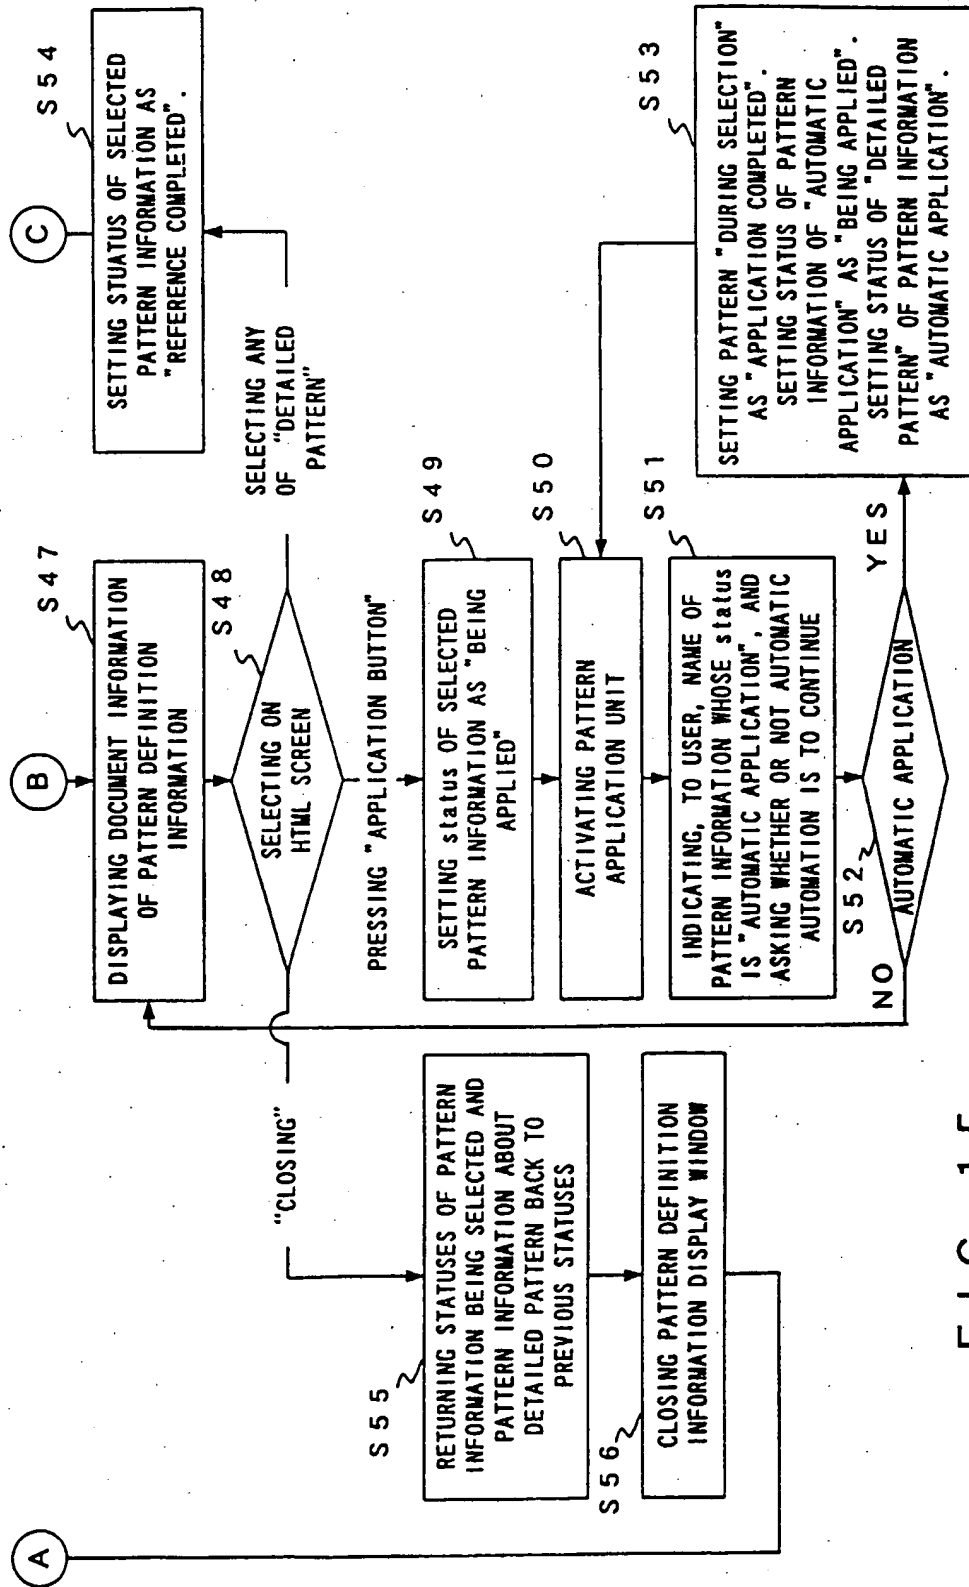 A
B
C
S47
DISPLAYING DOCUMENT INFORMATION
OF PATTERN DEFINITION
INFORMATION
S48
SELECTING ON
HTML SCREEN
"CLOSING"
PRESSING "APPLICATION BUTTON"
SELECTING ANY
OF "DETAILED
PATTERN"
S54
SETTING STUATUS OF SELECTED
PATTERN INFORMATION AS
"REFERENCE COMPLETED".
S49
SETTING status OF SELECTED
PATTERN INFORMATION AS "BEING
APPLIED"
S50
ACTIVATING PATTERN
APPLICATION UNIT
S51
INDICATING, TO USER, NAME OF
PATTERN INFORMATION WHOSE status
IS "AUTOMATIC APPLICATION", AND
ASKING WHETHER OR NOT AUTOMATIC
AUTOMATION IS TO CONTINUE
S52
AUTOMATIC APPLICATION
NO
YES
S53
SETTING PATTERN "DURING SELECTION"
AS "APPLICATION COMPLETED".
SETTING STATUS OF PATTERN
INFORMATION OF "AUTOMATIC
APPLICATION" AS "BEING APPLIED".
SETTING STATUS OF "DETAILED
PATTERN" OF PATTERN INFORMATION
AS "AUTOMATIC APPLICATION".
S55
RETURNING STATUSES OF PATTERN
INFORMATION BEING SELECTED AND
PATTERN INFORMATION ABOUT
DETAILED PATTERN BACK TO
PREVIOUS STATUSES
S56
CLOSING PATTERN DEFINITION
INFORMATION DISPLAY WINDOW